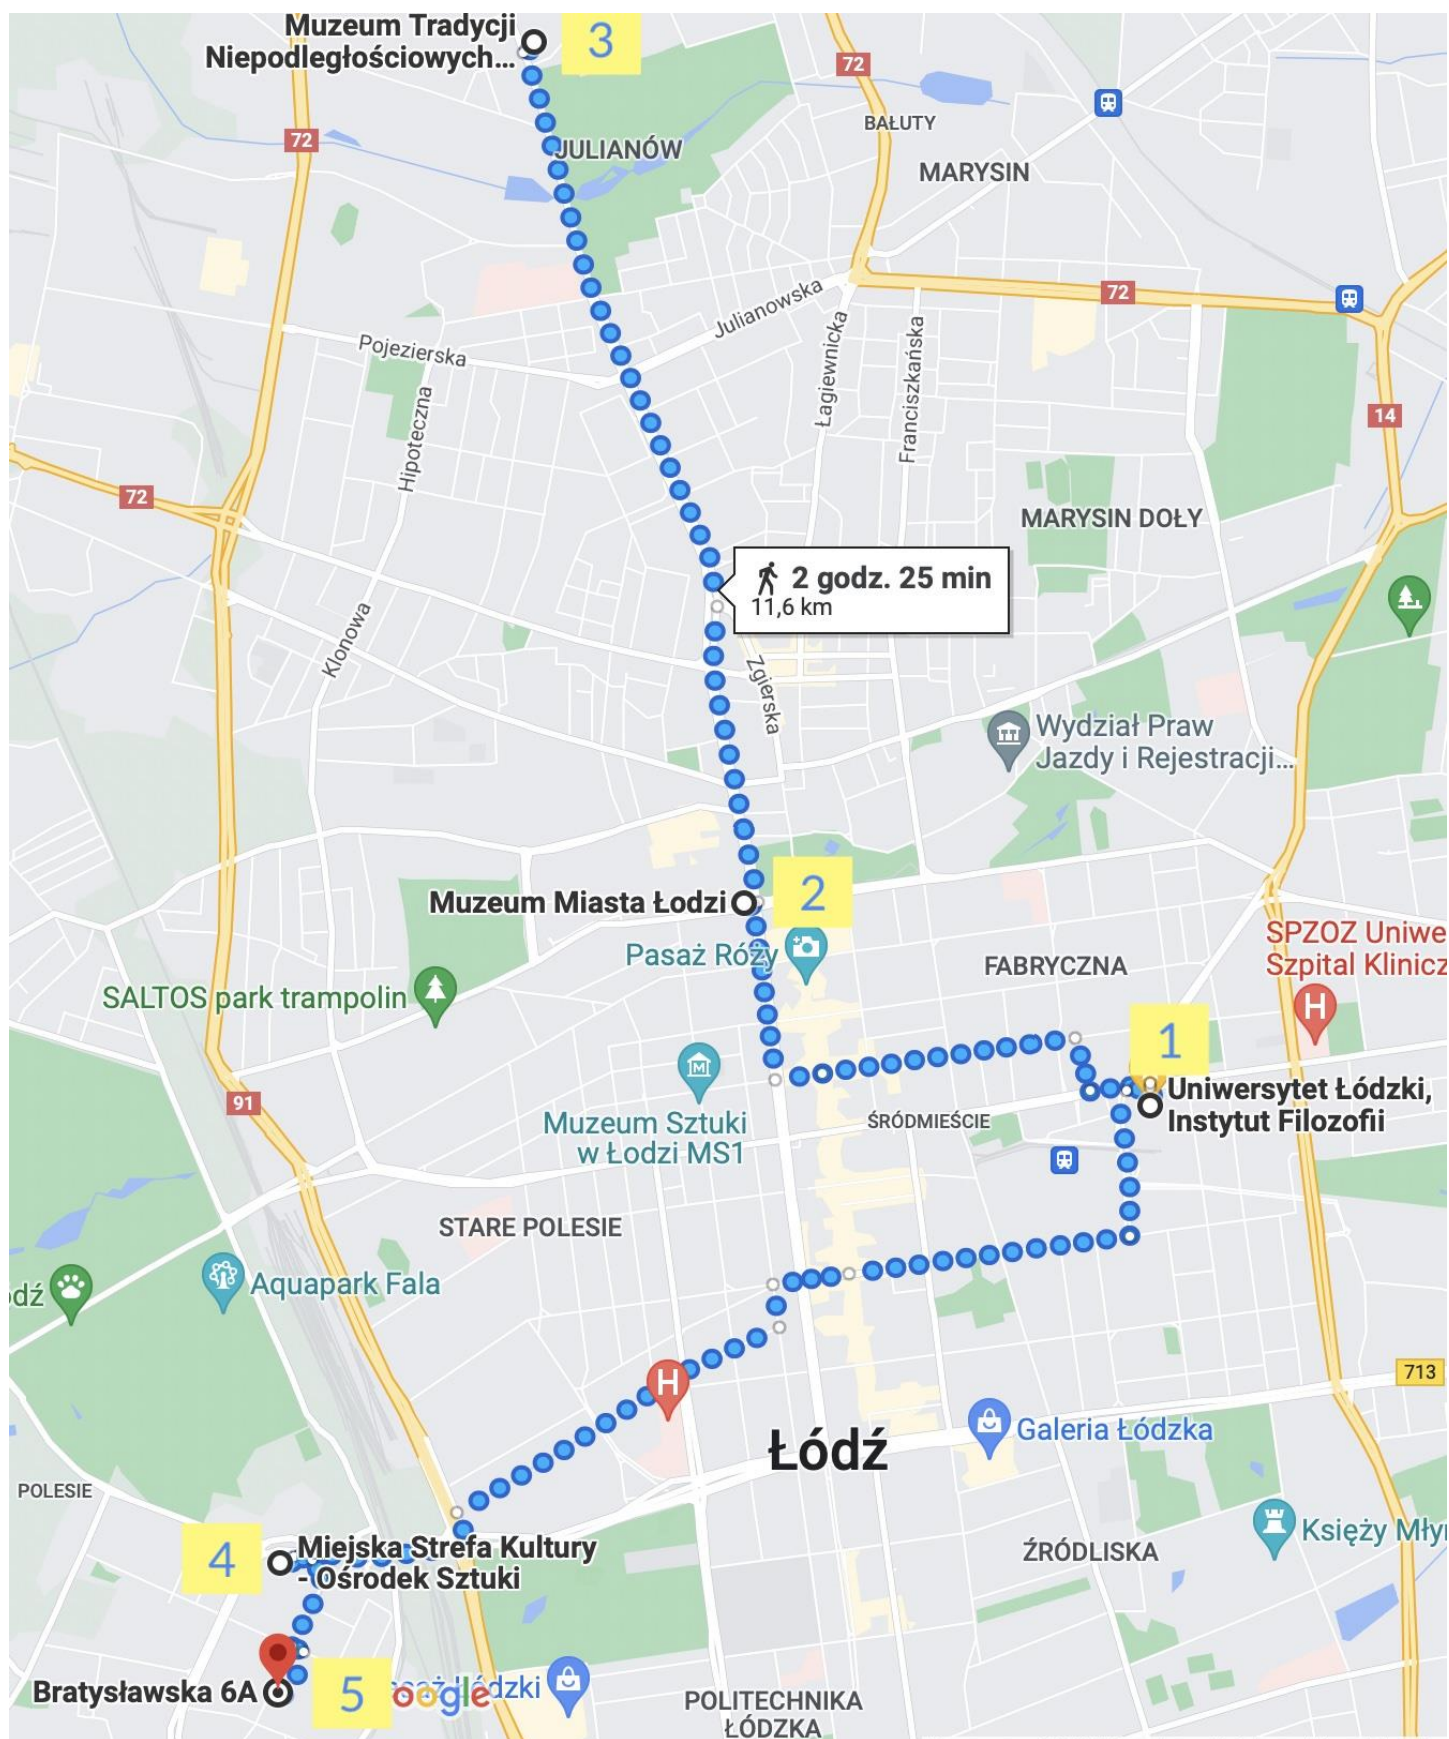 Muzeum Tradycji
Niepodległościowych...
3
72
72
BAŁUTY
JULIANÓW
MARYSIN
72
Julianowska
Pojezierska
Łagiewnicka
Franciszkańska
Hipoteczna
14
72
MARYSIN DOŁY
2 godz. 25 min
11,6 km
Klonowa
Zgierska
Wydział Praw
Jazdy i Rejestracji...
2
Muzeum Miasta Łodzi
Pasaż Róży
FABRYCZNA
SPZOZ Uniwe
Szpital Klinicz
H
SALTOS park trampolin
1
M
91
Uniwersytet Łódzki,
Instytut Filozofii
Muzeum Sztuki
w Łodzi MS1
ŚRÓDMIEŚCIE
STARE POLESIE
dź
Aquapark Fala
H
713
Galeria Łódzka
Łódź
POLESIE
Księży Młyn
4
Miejska Strefa Kultury
- Ośrodek Sztuki
ŹRÓDLISKA
Bratysławska 6A
5
oogle
dzki
POLITECHNIKA
ŁÓDZKA